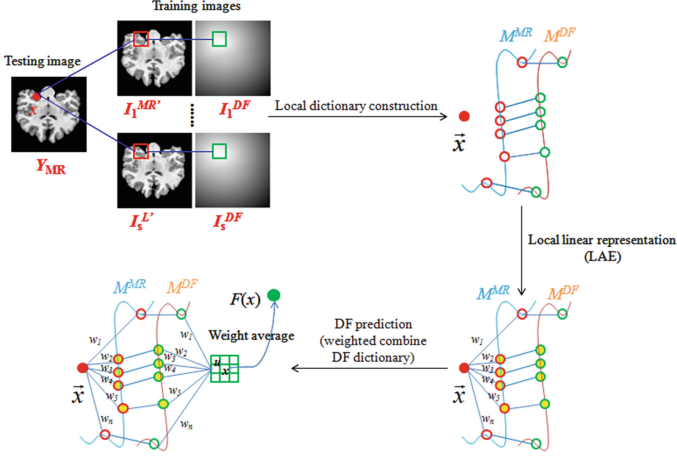 Training images
Testing image
x
Y_MR
I_1^MR'
I_1^DF
I_s^L'
I_s^DF
Local dictionary construction
M^MR
M^DF
x⃗
Local linear representation
(LAE)
M^MR
M^DF
w_1
w_2
w_3
w_4
w_5
w_n
x⃗
DF prediction
(weighted combine
DF dictionary)
M^MR
M^DF
F(x)
Weight average
w_1
w_2
w_3
w_4
w_5
w_n
x⃗
w_1
w_2
w_3
w_4
w_5
w_n
u
x